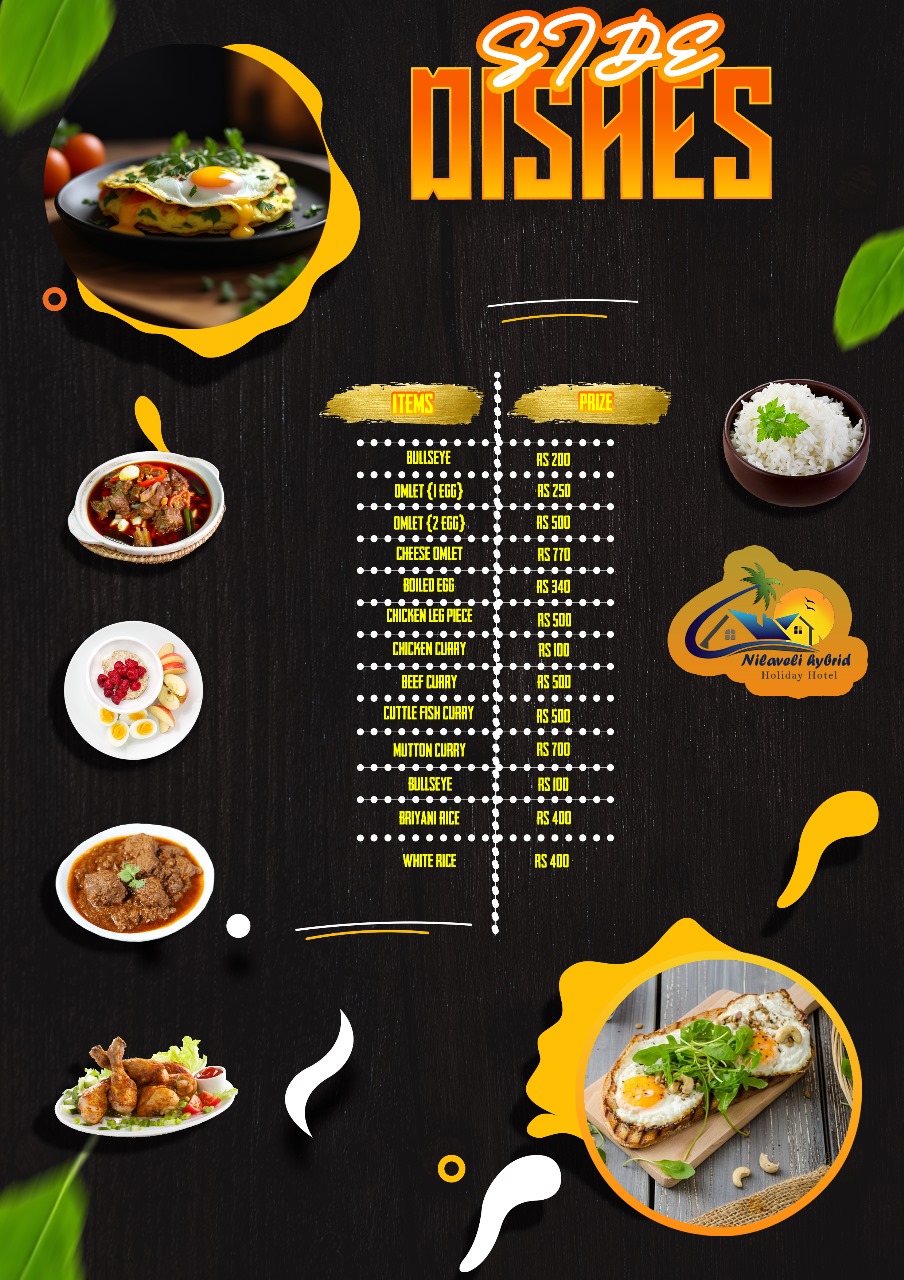 SIDE
DISHES
ITEMS PRIZE
BULLSEYE RS 200
OMLET {1 EGG} RS 250
OMLET {2 EGG} RS 500
CHEESE OMLET RS 770
BOILED EGG RS 340
CHICKEN LEG PIECE RS 500
CHICKEN CURRY RS 100
BEEF CURRY RS 500
CUTTLE FISH CURRY RS 500
MUTTON CURRY RS 700
BULLSEYE RS 100
BRIYANI RICE RS 400
WHITE RICE RS 400
Nilaveli hybrid
Holiday Hotel